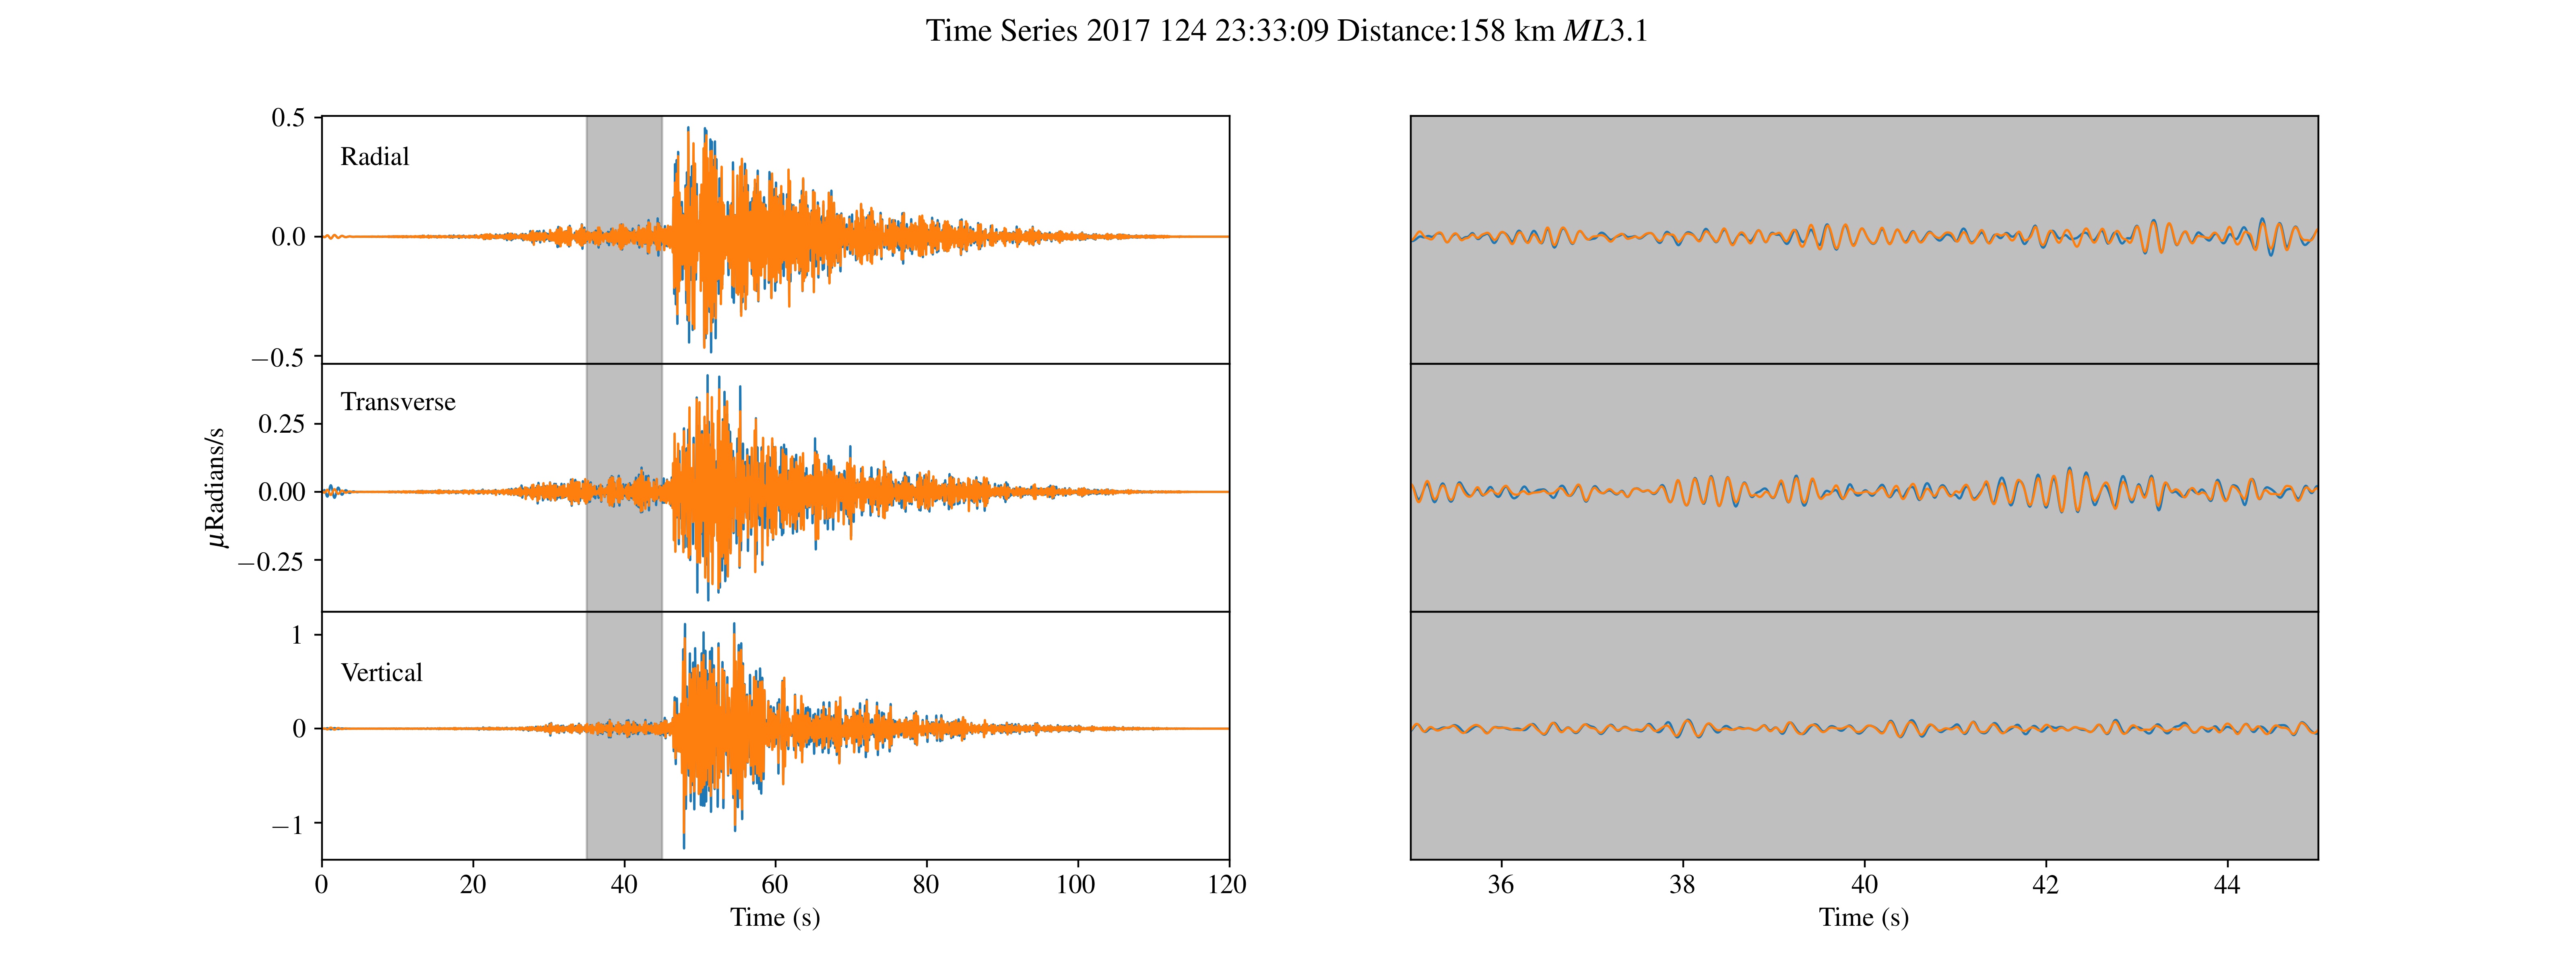 Time Series 2017 124 23:33:09 Distance:158 km ML3.1
0.5
0.0
−0.5
Radial
0.25
0.00
−0.25
Transverse
μRadians/s
1
0
−1
Vertical
0 20 40 60 80 100 120
Time (s)
36 38 40 42 44
Time (s)